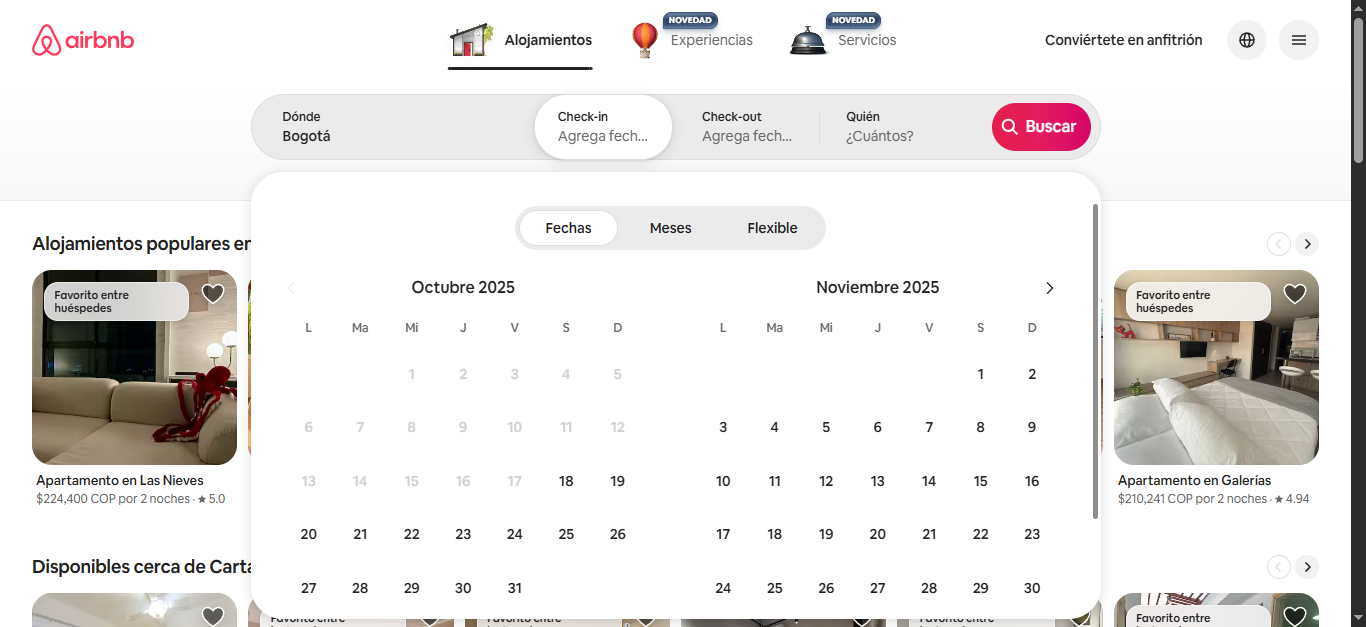 airbnb
Alojamientos
NOVEDAD
Experiencias
NOVEDAD
Servicios
Conviértete en anfitrión
Dónde
Bogotá
Check-in
Agrega fech...
Check-out
Agrega fech...
Quién
¿Cuántos?
Buscar
Fechas
Meses
Flexible
Alojamientos populares en
Favorito entre
huéspedes
Apartamento en Las Nieves
$224,400 COP por 2 noches · ★ 5.0
Octubre 2025
L Ma Mi J V S D
1 2 3 4 5
6 7 8 9 10 11 12
13 14 15 16 17 18 19
20 21 22 23 24 25 26
27 28 29 30 31
Noviembre 2025
L Ma Mi J V S D
1 2
3 4 5 6 7 8 9
10 11 12 13 14 15 16
17 18 19 20 21 22 23
24 25 26 27 28 29 30
Favorito entre
huéspedes
Apartamento en Galerías
$210,241 COP por 2 noches · ★ 4.94
Disponibles cerca de Carta
Favorito entre
Favorito entre
Favorito entre
Favorito entre